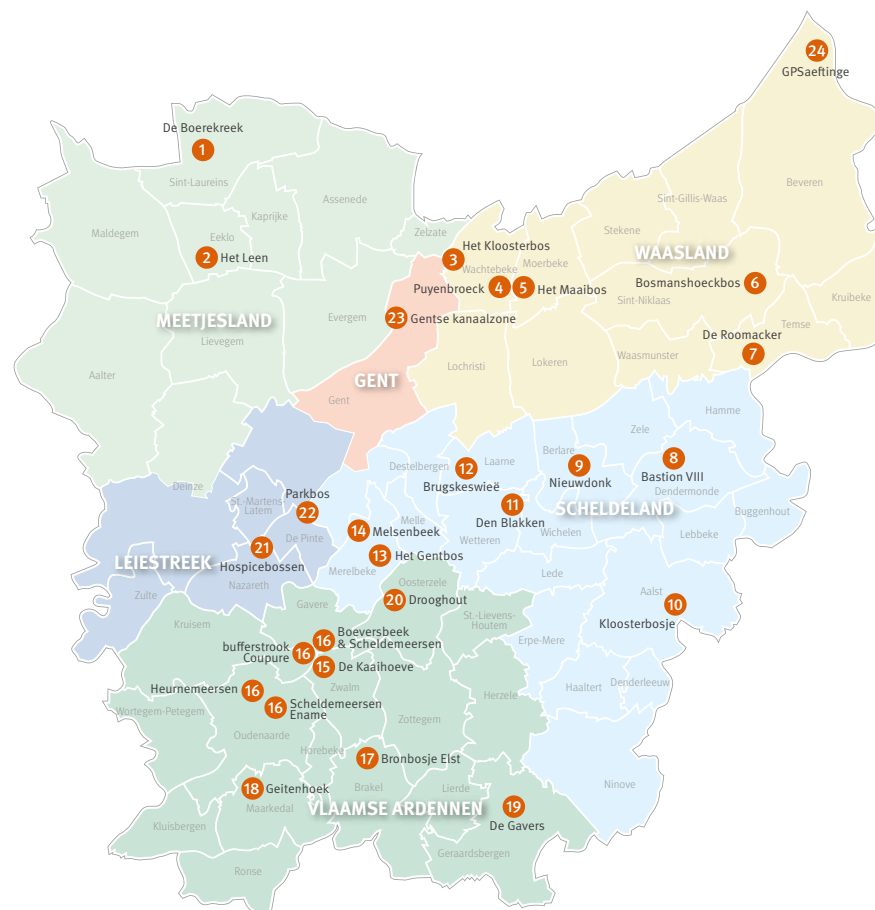 24
GPSaeftinge
De Boerekreek
1
Sint-Laureins
Beveren
Assenede
Kaprijke
Sint-Gillis-Waas
Maldegem
Eeklo
Zelzate
Stekene
2 Het Leen
Het Kloosterbos
3
Wachtebeke
Moerbeke
WAASLAND
Puyenbroeck 4
5 Het Maaibos
Bosmanshoeckbos 6
Sint-Niklaas
Kruibeke
MEETJESLAND
Evergem
23 Gentse kanaalzone
Temse
De Roomacker
7
Lievegem
Aalter
Lochristi
Lokeren
Waasmunster
GENT
Gent
Hamme
Zele
Deinze
Destelbergen
Laarne
Berlare
12
Brugskeswieë
9
Nieuwdonk
8
Bastion VIII
Dendermonde
Buggenhout
St.-Martens-
Latem
Parkbos
22
11
Den Blakken
SCHELDELAND
Melle
14 Melsenbeek
Wetteren
Wichelen
Lebbeke
De Pinte
21
Hospicebossen
13
Het Gentbos
LEIESTREEK
Merelbeke
Lede
Nazareth
Zulte
Oosterzele
20 Drooghout
Aalst
10
Kloosterbosje
Gavere
St.-Lievens-
Houtem
Kruisem
Erpe-Mere
16 Boeversbeek
& Scheldemeersen
bufferstrook
Coupure 16
15 De Kaaihoeve
Zwalm
Heurnemeersen 16
16 Scheldemeersen
Ename
Herzele
Haaltert
Denderleeuw
Wortegem-Petegem
Zottegem
Oudenaarde
Horebeke
17 Bronbosje Elst
18 Geitenhoek
Brakel
Lierde
Ninove
Maarkedal
VLAAMSE ARDENNEN
19
De Gavers
Kluisbergen
Geraardsbergen
Ronse